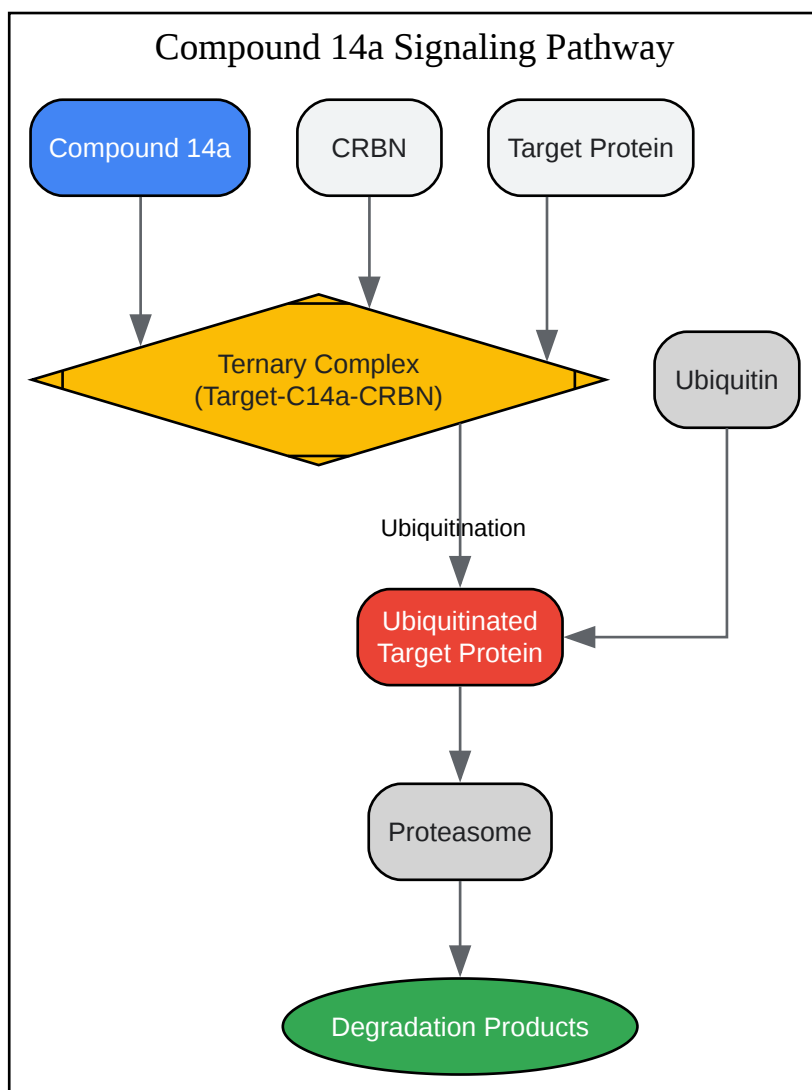 Compound 14a Signaling Pathway
Compound 14a
CRBN
Target Protein
Ternary Complex
(Target-C14a-CRBN)
Ubiquitin
Ubiquitination
Ubiquitinated
Target Protein
Proteasome
Degradation Products